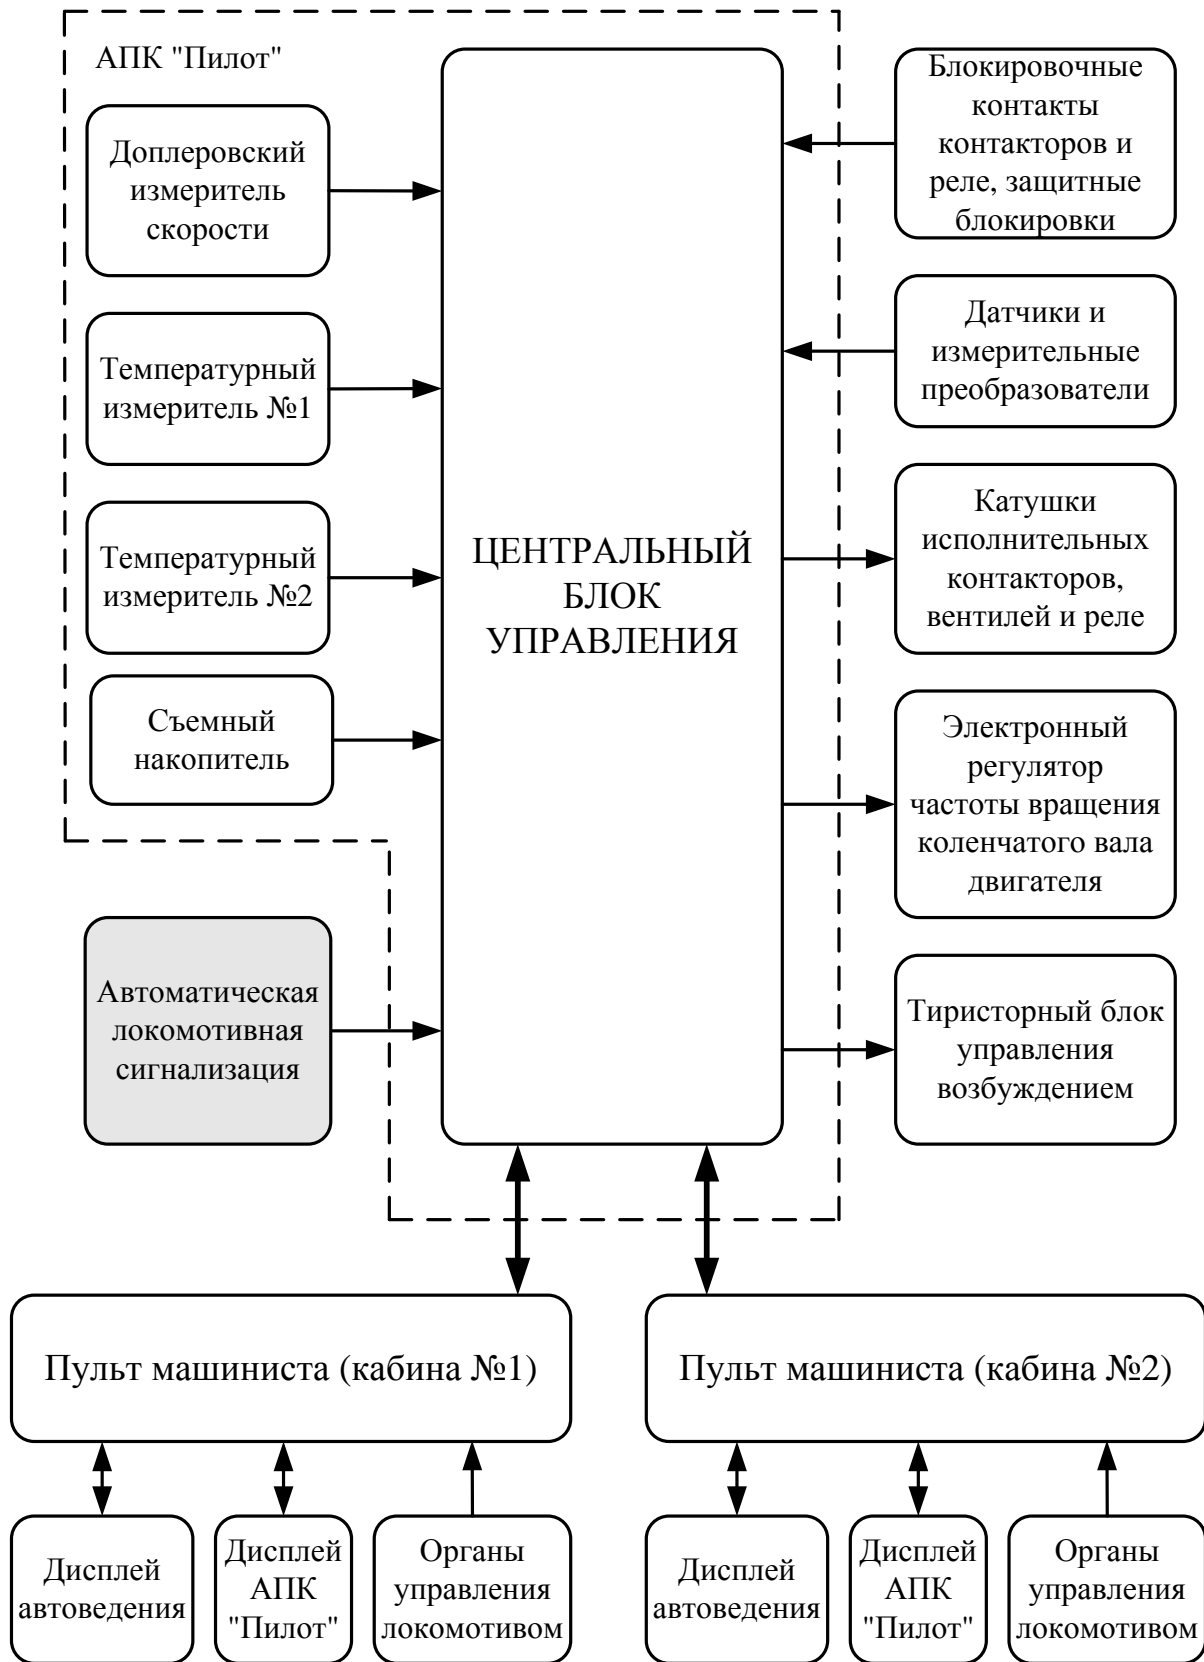 АПК "Пилот"
Доплеровский
измеритель
скорости
Температурный
измеритель №1
Температурный
измеритель №2
Съемный
накопитель
Автоматическая
локомотивная
сигнализация
ЦЕНТРАЛЬНЫЙ
БЛОК
УПРАВЛЕНИЯ
Блокировочные
контакты
контакторов и
реле, защитные
блокировки
Датчики и
измерительные
преобразователи
Катушки
исполнительных
контакторов,
вентилей и реле
Электронный
регулятор
частоты вращения
коленчатого вала
двигателя
Тиристорный блок
управления
возбуждением
Пульт машиниста (кабина №1)
Пульт машиниста (кабина №2)
Дисплей
автоведения
Дисплей
АПК
"Пилот"
Органы
управления
локомотивом
Дисплей
автоведения
Дисплей
АПК
"Пилот"
Органы
управления
локомотивом